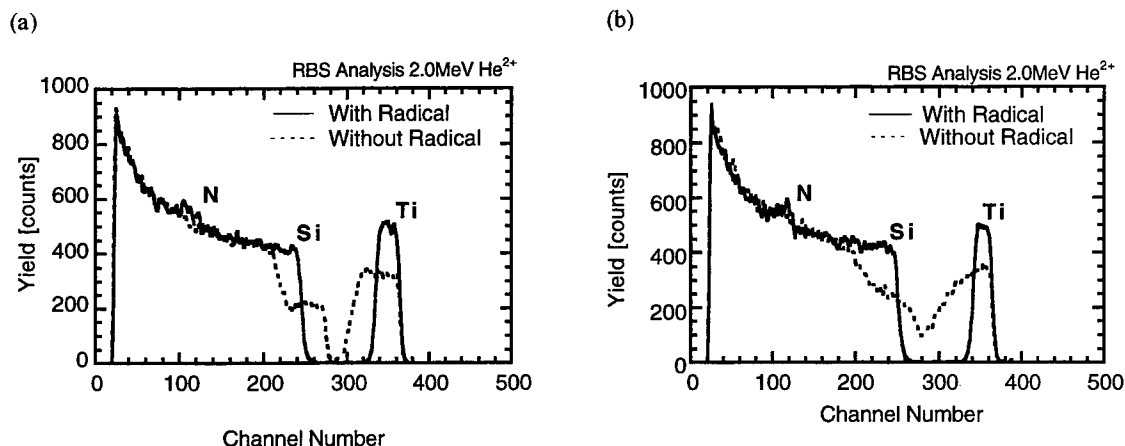 (a)
RBS Analysis 2.0MeV He2+
With Radical
Without Radical
N
Si
Ti
1000
800
600
400
200
0
Yield [counts]
0 100 200 300 400 500
Channel Number
(b)
RBS Analysis 2.0MeV He2+
With Radical
Without Radical
N
Si
Ti
1000
800
600
400
200
0
Yield [counts]
0 100 200 300 400 500
Channel Number